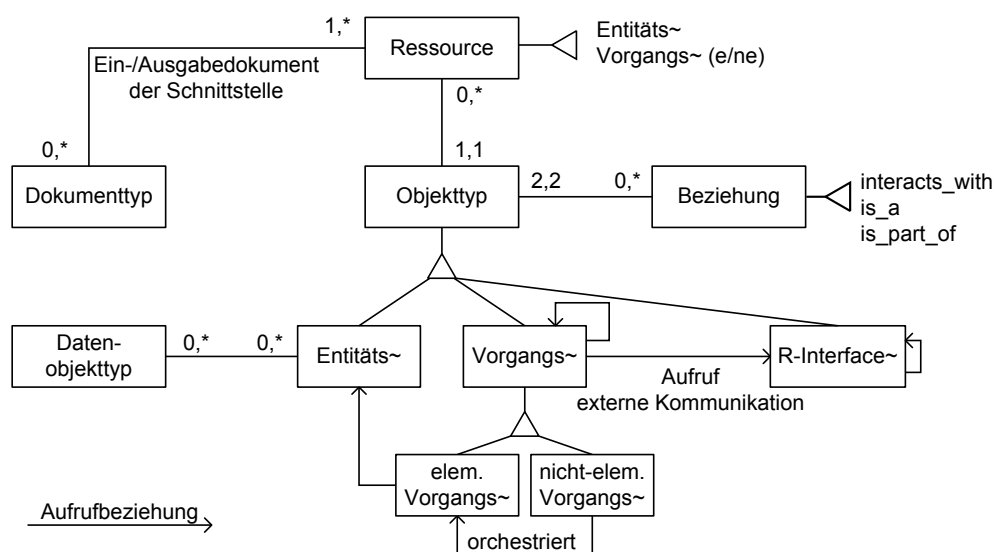 1,*
Ressource
Entitäts~
Vorgangs~ (e/ne)
Ein-/Ausgabedokument
der Schnittstelle
0,*
0,*
1,1
Dokumenttyp
Objekttyp
2,2
0,*
Beziehung
interacts_with
is_a
is_part_of
Daten-
objekttyp
0,*
0,*
Entitäts~
Vorgangs~
R-Interface~
Aufruf
externe Kommunikation
elem.
Vorgangs~
nicht-elem.
Vorgangs~
Aufrufbeziehung
orchestriert